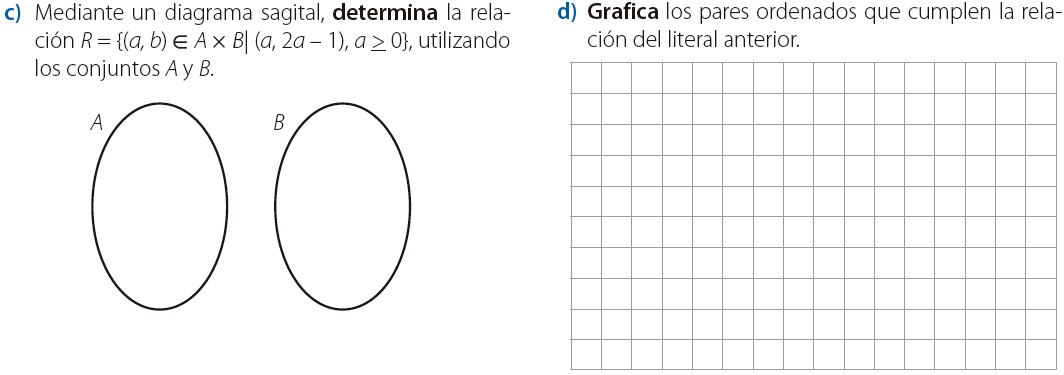 c) Mediante un diagrama sagital, determina la rela-
ción R = {(a, b) ∈ A × B| (a, 2a – 1), a ≥ 0}, utilizando
los conjuntos A y B.
A
B
d) Grafica los pares ordenados que cumplen la rela-
ción del literal anterior.